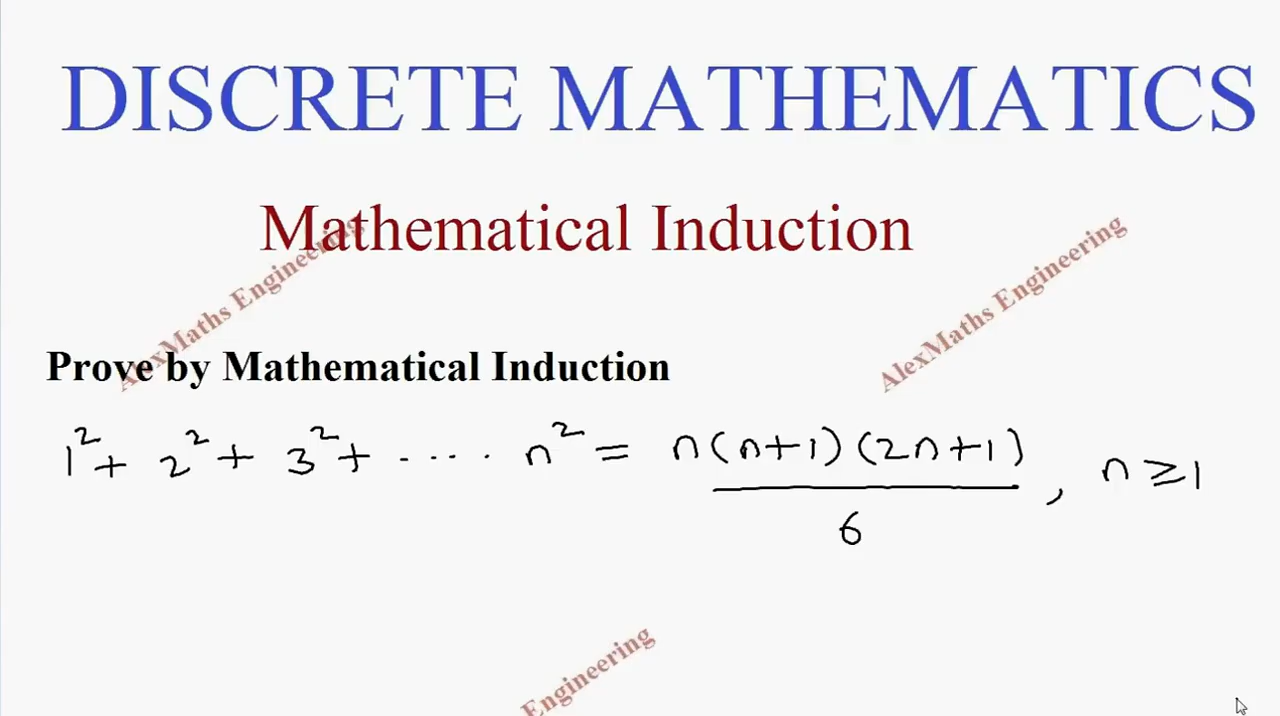 DISCRETE MATHEMATICS
Mathematical Induction
AlexMaths Engineering
AlexMaths Engineering
Prove by Mathematical Induction
1² + 2² + 3² + ..... n² = n(n+1)(2n+1)
6
, n ≥ 1
Engineering